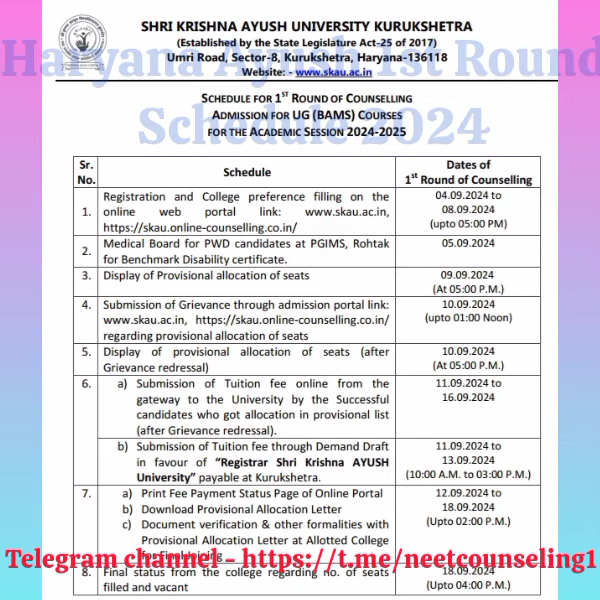 SHRI KRISHNA AYUSH UNIVERSITY KURUKSHETRA
(Established by the State Legislature Act-25 of 2017)
Umri Road, Sector-8, Kurukshetra, Haryana-136118
Website: - www.skau.ac.in
Haryana Ayush 1st Round
Schedule 2024
SCHEDULE FOR 1ST ROUND OF COUNSELLING
ADMISSION FOR UG (BAMS) COURSES
FOR THE ACADEMIC SESSION 2024-2025
Sr. No. Schedule Dates of 1st Round of Counselling
1. Registration and College preference filling on the
online web portal link: www.skau.ac.in,
https://skau.online-counselling.co.in/
04.09.2024 to
08.09.2024
(upto 05:00 PM)
2. Medical Board for PWD candidates at PGIMS, Rohtak
for Benchmark Disability certificate.
05.09.2024
3. Display of Provisional allocation of seats
09.09.2024
(At 05:00 P.M.)
4. Submission of Grievance through admission portal link:
www.skau.ac.in, https://skau.online-counselling.co.in/
regarding provisional allocation of seats
10.09.2024
(upto 01:00 Noon)
5. Display of provisional allocation of seats (after
Grievance redressal)
10.09.2024
(At 05:00 P.M.)
6. a) Submission of Tuition fee online from the
gateway to the University by the Successful
candidates who got allocation in provisional list
(after Grievance redressal).
11.09.2024 to
16.09.2024
b) Submission of Tuition fee through Demand Draft
in favour of "Registrar Shri Krishna AYUSH
University" payable at Kurukshetra.
11.09.2024 to
13.09.2024
(10:00 A.M. to 03:00 P.M.)
7. a) Print Fee Payment Status Page of Online Portal
b) Download Provisional Allocation Letter
c) Document verification & other formalities with
Provisional Allocation Letter at Allotted College
for Final Joining
12.09.2024 to
18.09.2024
(Upto 02:00 P.M.)
Telegram channel - https://t.me/neetcounseling1
8. Final status from the college regarding no. of seats
filled and vacant
18.09.2024
(Upto 04:00 P.M.)